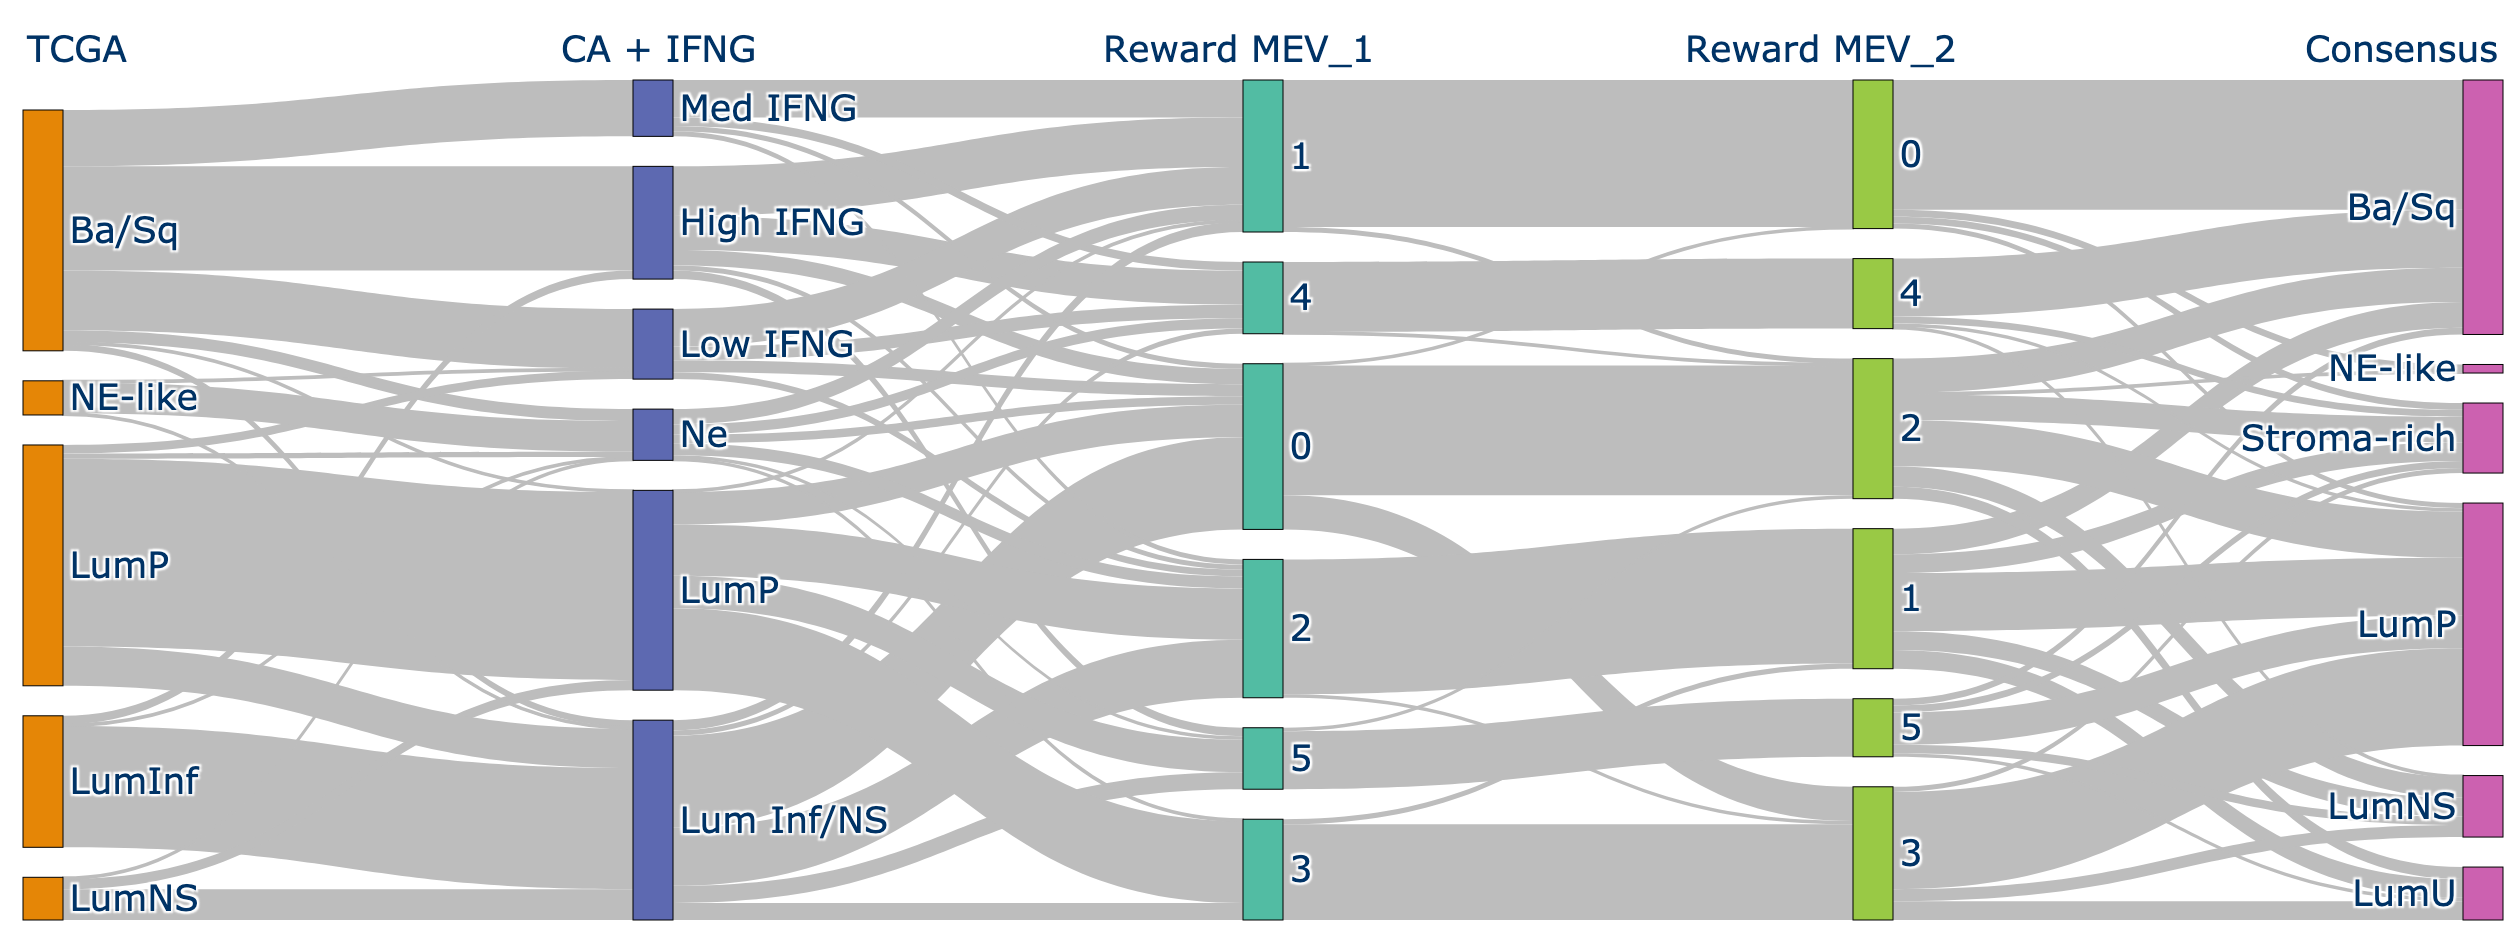 TCGA
CA + IFNG
Reward MEV_1
Reward MEV_2
Consensus
Ba/Sq
NE-like
LumP
LumInf
LumNS
Med IFNG
High IFNG
Low IFNG
Ne
LumP
Lum Inf/NS
1
4
0
2
5
3
0
4
2
1
5
3
Ba/Sq
NE-like
Stroma-rich
LumP
LumNS
LumU